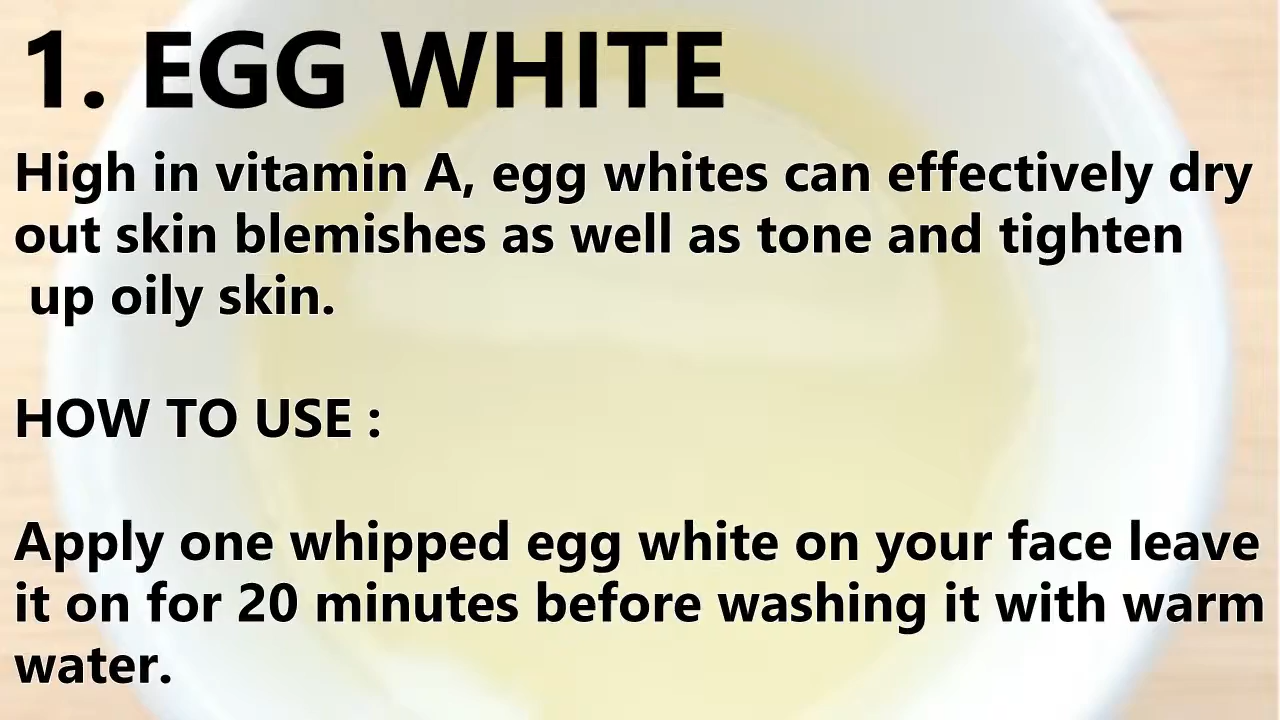 1. EGG WHITE
High in vitamin A, egg whites can effectively dry
out skin blemishes as well as tone and tighten
up oily skin.
HOW TO USE :
Apply one whipped egg white on your face leave
it on for 20 minutes before washing it with warm
water.